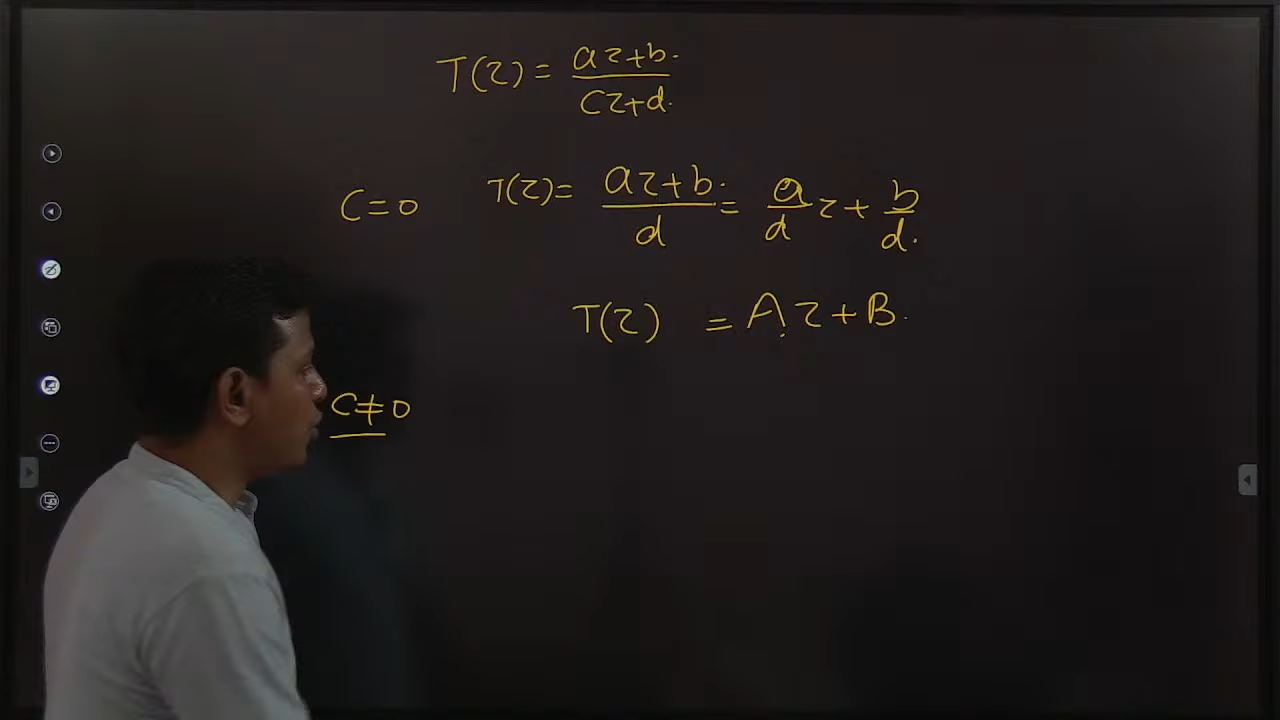 T(z) = az+b. / cz+d.
C=0 T(z)= az+b. / d = a/d z + b/d.
T(z) = Az+B.
C≠0